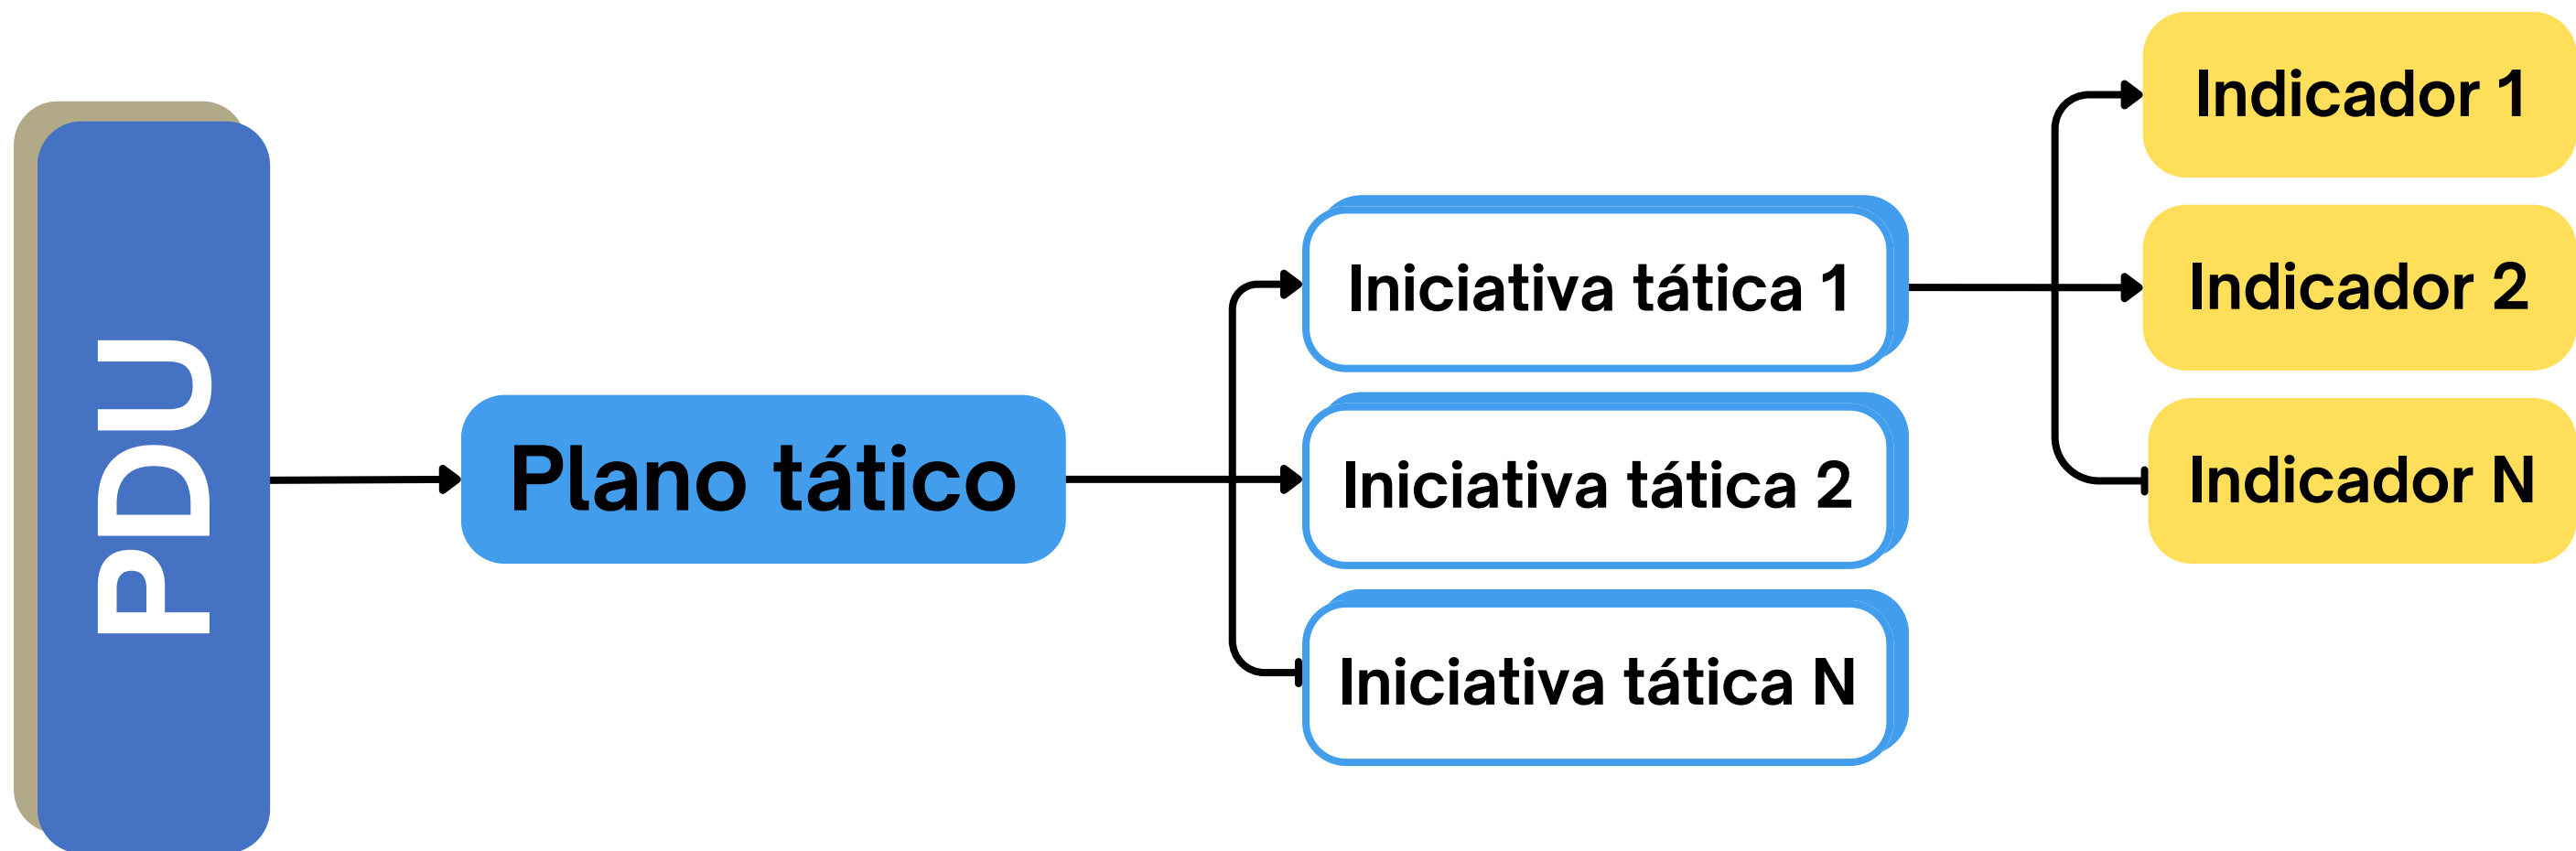 PDU
Plano tático
Iniciativa tática 1
Iniciativa tática 2
Iniciativa tática N
Indicador 1
Indicador 2
Indicador N